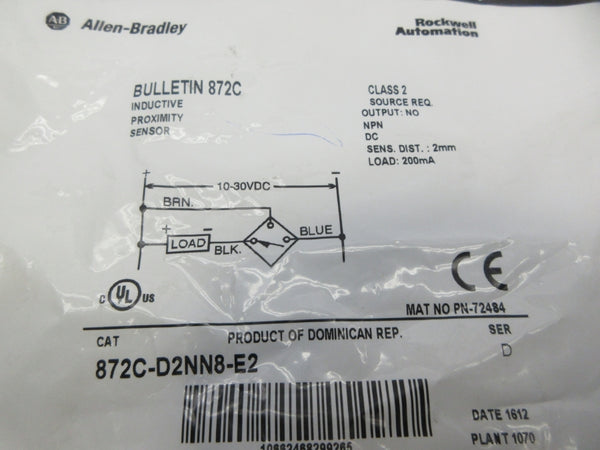 AB Allen-Bradley
Rockwell
Automation
BULLETIN 872C
INDUCTIVE
PROXIMITY
SENSOR
CLASS 2
SOURCE REQ.
OUTPUT: NO
NPN
DC
SENS. DIST. : 2mm
LOAD: 200mA
+ 10-30VDC –
BRN.
+ –
LOAD
BLK.
BLUE
C UL US
CE
MAT NO PN-72484
CAT
PRODUCT OF DOMINICAN REP.
SER
872C-D2NN8-E2
D
DATE 1612
PLANT 1070
10662468299265